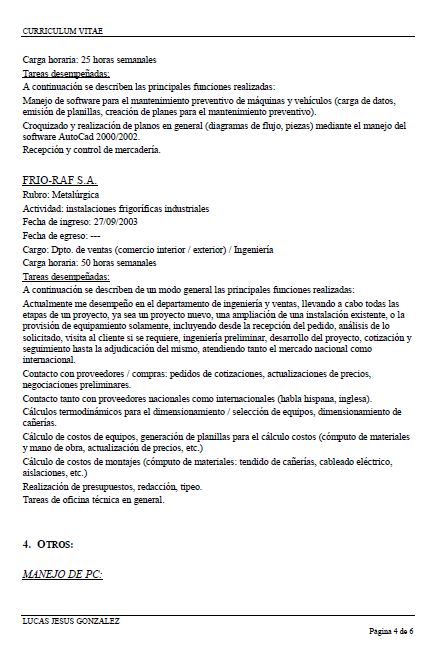 CURRICULUM VITAE
Carga horaria: 25 horas semanales
Tareas desempeñadas:
A continuación se describen las principales funciones realizadas:
Manejo de software para el mantenimiento preventivo de máquinas y vehículos (carga de datos,
emisión de planillas, creación de planes para el mantenimiento preventivo).
Croquizado y realización de planos en general (diagramas de flujo, piezas) mediante el manejo del
software AutoCad 2000/2002.
Recepción y control de mercadería.
FRIO-RAF S.A.
Rubro: Metalúrgica
Actividad: instalaciones frigoríficas industriales
Fecha de ingreso: 27/09/2003
Fecha de egreso: ---
Cargo: Dpto. de ventas (comercio interior / exterior) / Ingeniería
Carga horaria: 50 horas semanales
Tareas desempeñadas:
A continuación se describen de un modo general las principales funciones realizadas:
Actualmente me desempeño en el departamento de ingeniería y ventas, llevando a cabo todas las
etapas de un proyecto, ya sea un proyecto nuevo, una ampliación de una instalación existente, o la
provisión de equipamiento solamente, incluyendo desde la recepción del pedido, análisis de lo
solicitado, visita al cliente si se requiere, ingeniería preliminar, desarrollo del proyecto, cotización y
seguimiento hasta la adjudicación del mismo, atendiendo tanto el mercado nacional como
internacional.
Contacto con proveedores / compras: pedidos de cotizaciones, actualizaciones de precios,
negociaciones preliminares.
Contacto tanto con proveedores nacionales como internacionales (habla hispana, inglesa).
Cálculos termodinámicos para el dimensionamiento / selección de equipos, dimensionamiento de
cañerías.
Cálculo de costos de equipos, generación de planillas para el cálculo costos (cómputo de materiales
y mano de obra, actualización de precios, etc.)
Cálculo de costos de montajes (cómputo de materiales: tendido de cañerías, cableado eléctrico,
aislaciones, etc.)
Realización de presupuestos, redacción, tipeo.
Tareas de oficina técnica en general.
4. OTROS:
MANEJO DE PC:
LUCAS JESUS GONZALEZ
Página 4 de 6